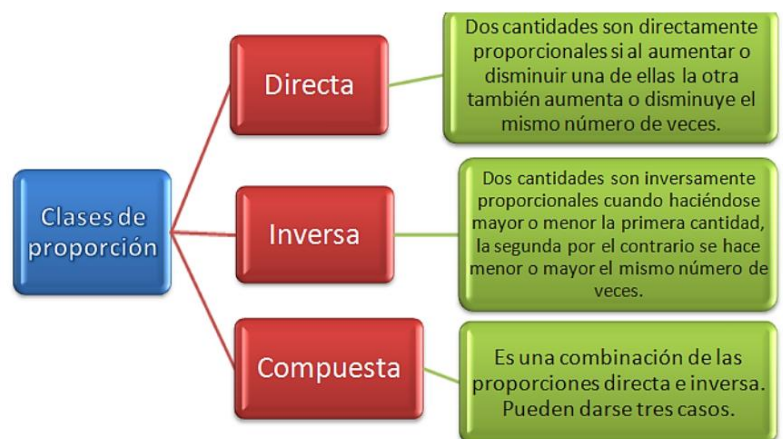 Clases de
proporción
Directa
Dos cantidades son directamente
proporcionales si al aumentar o
disminuir una de ellas la otra
también aumenta o disminuye el
mismo número de veces.
Inversa
Dos cantidades son inversamente
proporcionales cuando haciéndose
mayor o menor la primera cantidad,
la segunda por el contrario se hace
menor o mayor el mismo número de
veces.
Compuesta
Es una combinación de las
proporciones directa e inversa.
Pueden darse tres casos.